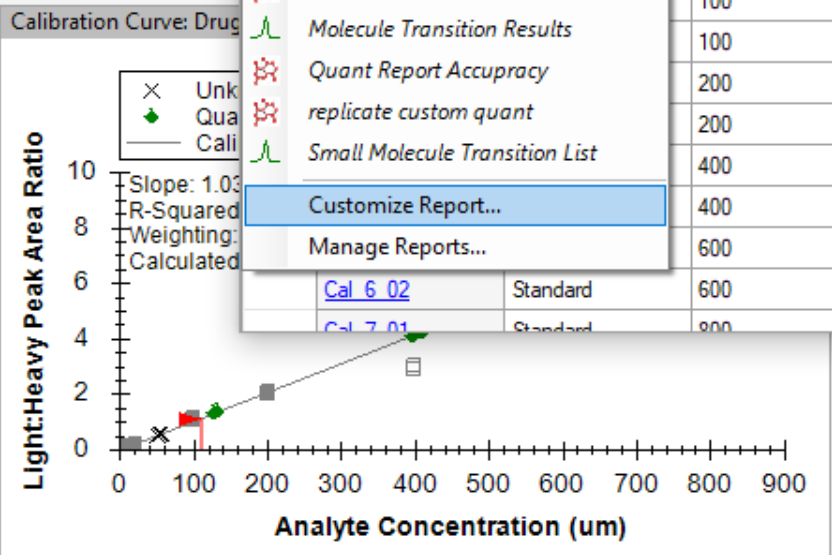 Calibration Curve: Drug
Molecule Transition Results
Quant Report Accupracy
replicate custom quant
Small Molecule Transition List
Customize Report...
Manage Reports...
100
100
200
200
400
400
600
Cal_6_02 Standard 600
Cal_7_01 Standard 800
Unk
Qua
Cali
Slope: 1.03
R-Squared
Weighting:
Calculated
Light:Heavy Peak Area Ratio
10
8
6
4
2
0
0 100 200 300 400 500 600 700 800 900
Analyte Concentration (um)